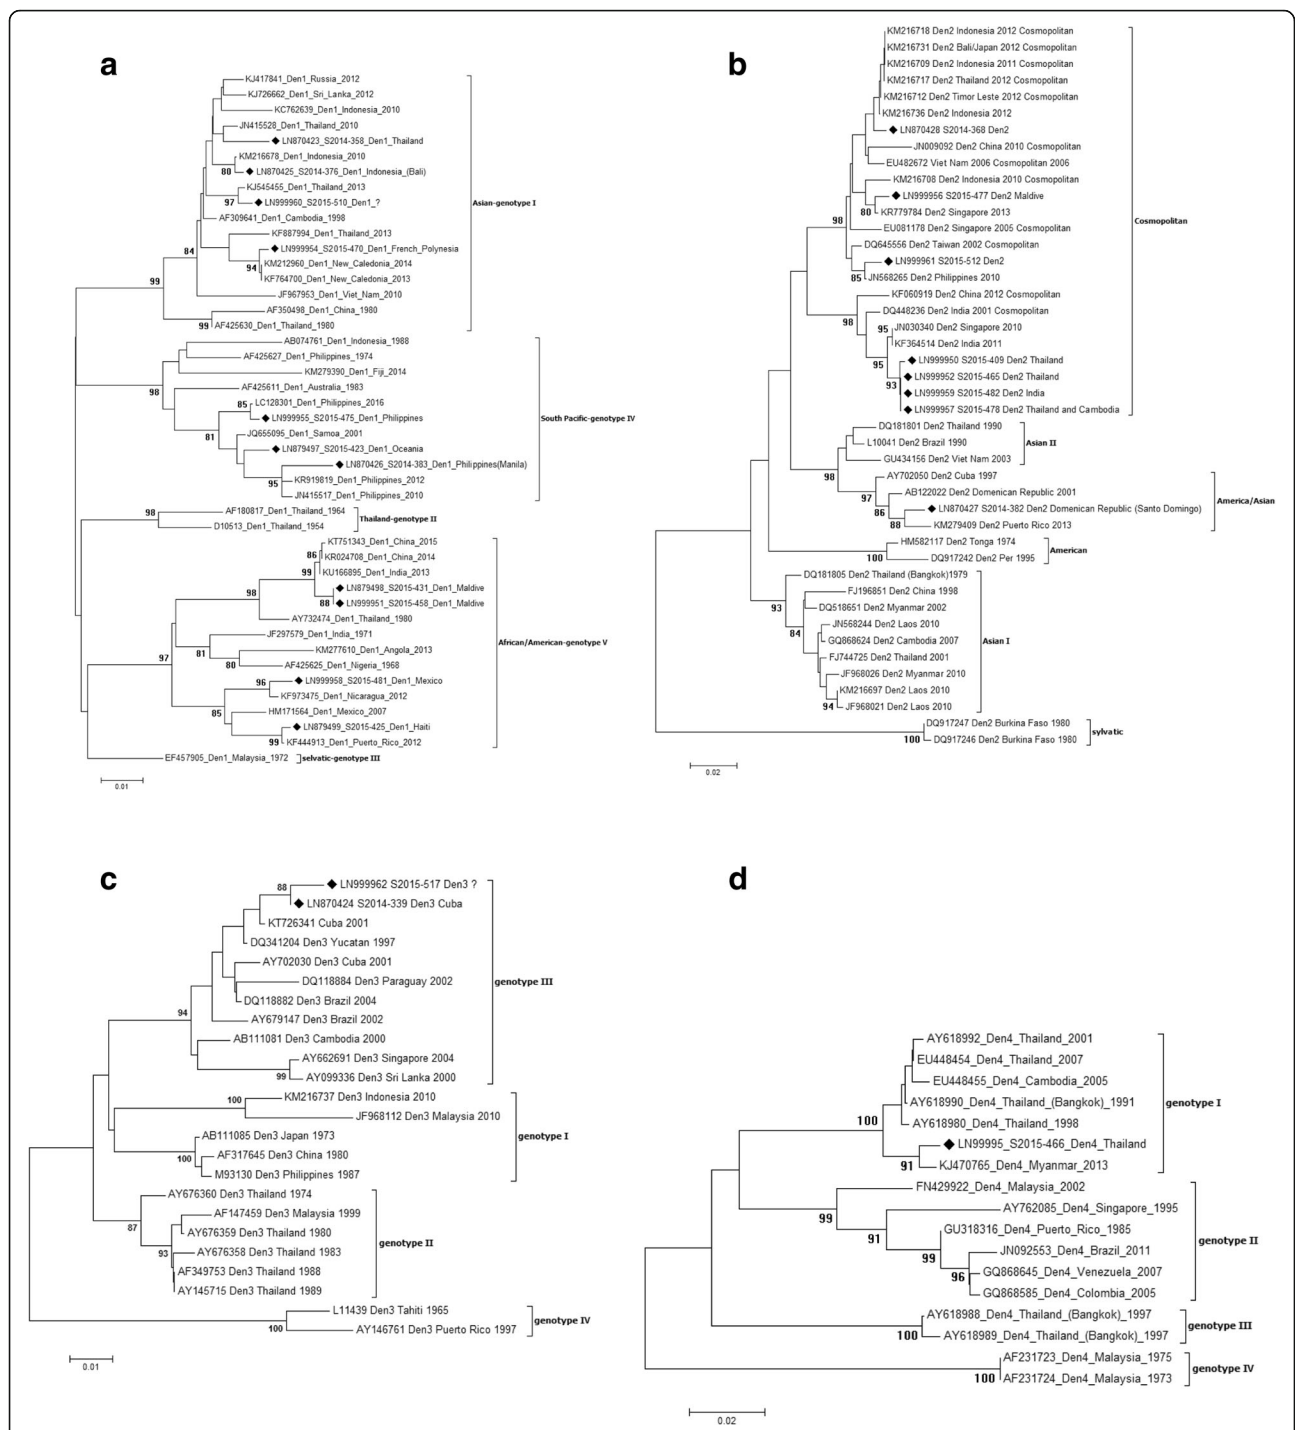 a
KJ417841_Den1_Russia_2012
KJ726662_Den1_Sri_Lanka_2012
KC762639_Den1_Indonesia_2010
JN415528_Den1_Thailand_2010
LN870423_S2014-358_Den1_Thailand
KM216678_Den1_Indonesia_2010
80 LN870425_S2014-376_Den1_Indonesia_(Bali)
KJ545455_Den1_Thailand_2013
97 LN999960_S2015-510_Den1_?
Asian-genotype I
AF309641_Den1_Cambodia_1998
KF887994_Den1_Thailand_2013
84 LN999954_S2015-470_Den1_French_Polynesia
94 KM212960_Den1_New_Caledonia_2014
KF764700_Den1_New_Caledonia_2013
99
JF967953_Den1_Viet_Nam_2010
AF350498_Den1_China_1980
99 AF425630_Den1_Thailand_1980
AB074761_Den1_Indonesia_1988
AF425627_Den1_Philippines_1974
KM279390_Den1_Fiji_2014
98
AF425611_Den1_Australia_1983
85 LC128301_Den1_Philippines_2016
LN999955_S2015-475_Den1_Philippines
South Pacific-genotype IV
81 JQ655095_Den1_Samoa_2001
LN879497_S2015-423_Den1_Oceania
LN870426_S2014-383_Den1_Philippines(Manila)
95 KR919819_Den1_Philippines_2012
JN415517_Den1_Philippines_2010
98 AF180817_Den1_Thailand_1964
Thailand-genotype II
D10513_Den1_Thailand_1954
KT751343_Den1_China_2015
86 KR024708_Den1_China_2014
99 KU166895_Den1_India_2013
98 LN879498_S2015-431_Den1_Maldive
88 LN999951_S2015-458_Den1_Maldive
AY732474_Den1_Thailand_1980
JF297579_Den1_India_1971
African/American-genotype V
81 KM277610_Den1_Angola_2013
97 80 AF425625_Den1_Nigeria_1968
96 LN999958_S2015-481_Den1_Mexico
KF973475_Den1_Nicaragua_2012
85 HM171564_Den1_Mexico_2007
LN879499_S2015-425_Den1_Haiti
99 KF444913_Den1_Puerto_Rico_2012
EF457905_Den1_Malaysia_1972 selvatic-genotype III
0.01
b
KM216718 Den2 Indonesia 2012 Cosmopolitan
KM216731 Den2 Bali/Japan 2012 Cosmopolitan
KM216709 Den2 Indonesia 2011 Cosmopolitan
KM216717 Den2 Thailand 2012 Cosmopolitan
KM216712 Den2 Timor Leste 2012 Cosmopolitan
KM216736 Den2 Indonesia 2012
LN870428 S2014-368 Den2
JN009092 Den2 China 2010 Cosmopolitan
EU482672 Viet Nam 2006 Cosmopolitan 2006
KM216708 Den2 Indonesia 2010 Cosmopolitan
LN999956 S2015-477 Den2 Maldive
80 KR779784 Den2 Singapore 2013
98 Cosmopolitan
EU081178 Den2 Singapore 2005 Cosmopolitan
DQ645556 Den2 Taiwan 2002 Cosmopolitan
LN999961 S2015-512 Den2
85 JN568265 Den2 Philippines 2010
KF060919 Den2 China 2012 Cosmopolitan
DQ448236 Den2 India 2001 Cosmopolitan
98 95 JN030340 Den2 Singapore 2010
KF364514 Den2 India 2011
95 LN999950 S2015-409 Den2 Thailand
LN999952 S2015-465 Den2 Thailand
93
LN999959 S2015-482 Den2 India
LN999957 S2015-478 Den2 Thailand and Cambodia
DQ181801 Den2 Thailand 1990
L10041 Den2 Brazil 1990 Asian II
GU434156 Den2 Viet Nam 2003
98
AY702050 Den2 Cuba 1997
97 AB122022 Den2 Domenican Republic 2001
America/Asian
86 LN870427 S2014-382 Den2 Domenican Republic (Santo Domingo)
88 KM279409 Den2 Puerto Rico 2013
HM582117 Den2 Tonga 1974
American
100 DQ917242 Den2 Per 1995
DQ181805 Den2 Thailand (Bangkok)1979
FJ196851 Den2 China 1998
93 DQ518651 Den2 Myanmar 2002
JN568244 Den2 Laos 2010
84 GQ868624 Den2 Cambodia 2007
Asian I
FJ744725 Den2 Thailand 2001
JF968026 Den2 Myanmar 2010
KM216697 Den2 Laos 2010
94 JF968021 Den2 Laos 2010
DQ917247 Den2 Burkina Faso 1980
sylvatic
100 DQ917246 Den2 Burkina Faso 1980
0.02
c
88 LN999962 S2015-517 Den3 ?
LN870424 S2014-339 Den3 Cuba
KT726341 Cuba 2001
DQ341204 Den3 Yucatan 1997
AY702030 Den3 Cuba 2001
DQ118884 Den3 Paraguay 2002
genotype III
DQ118882 Den3 Brazil 2004
94 AY679147 Den3 Brazil 2002
AB111081 Den3 Cambodia 2000
AY662691 Den3 Singapore 2004
99 AY099336 Den3 Sri Lanka 2000
100 KM216737 Den3 Indonesia 2010
JF968112 Den3 Malaysia 2010
AB111085 Den3 Japan 1973
genotype I
AF317645 Den3 China 1980
100
M93130 Den3 Philippines 1987
AY676360 Den3 Thailand 1974
AF147459 Den3 Malaysia 1999
87
AY676359 Den3 Thailand 1980
genotype II
93 AY676358 Den3 Thailand 1983
AF349753 Den3 Thailand 1988
AY145715 Den3 Thailand 1989
L11439 Den3 Tahiti 1965
genotype IV
100 AY146761 Den3 Puerto Rico 1997
0.01
d
AY618992_Den4_Thailand_2001
EU448454_Den4_Thailand_2007
EU448455_Den4_Cambodia_2005
AY618990_Den4_Thailand_(Bangkok)_1991
genotype I
100 AY618980_Den4_Thailand_1998
LN99995_S2015-466_Den4_Thailand
91 KJ470765_Den4_Myanmar_2013
FN429922_Den4_Malaysia_2002
AY762085_Den4_Singapore_1995
99
GU318316_Den4_Puerto_Rico_1985
91 genotype II
JN092553_Den4_Brazil_2011
99
GQ868645_Den4_Venezuela_2007
96
GQ868585_Den4_Colombia_2005
AY618988_Den4_Thailand_(Bangkok)_1997
genotype III
100 AY618989_Den4_Thailand_(Bangkok)_1997
AF231723_Den4_Malaysia_1975
genotype IV
100 AF231724_Den4_Malaysia_1973
0.02